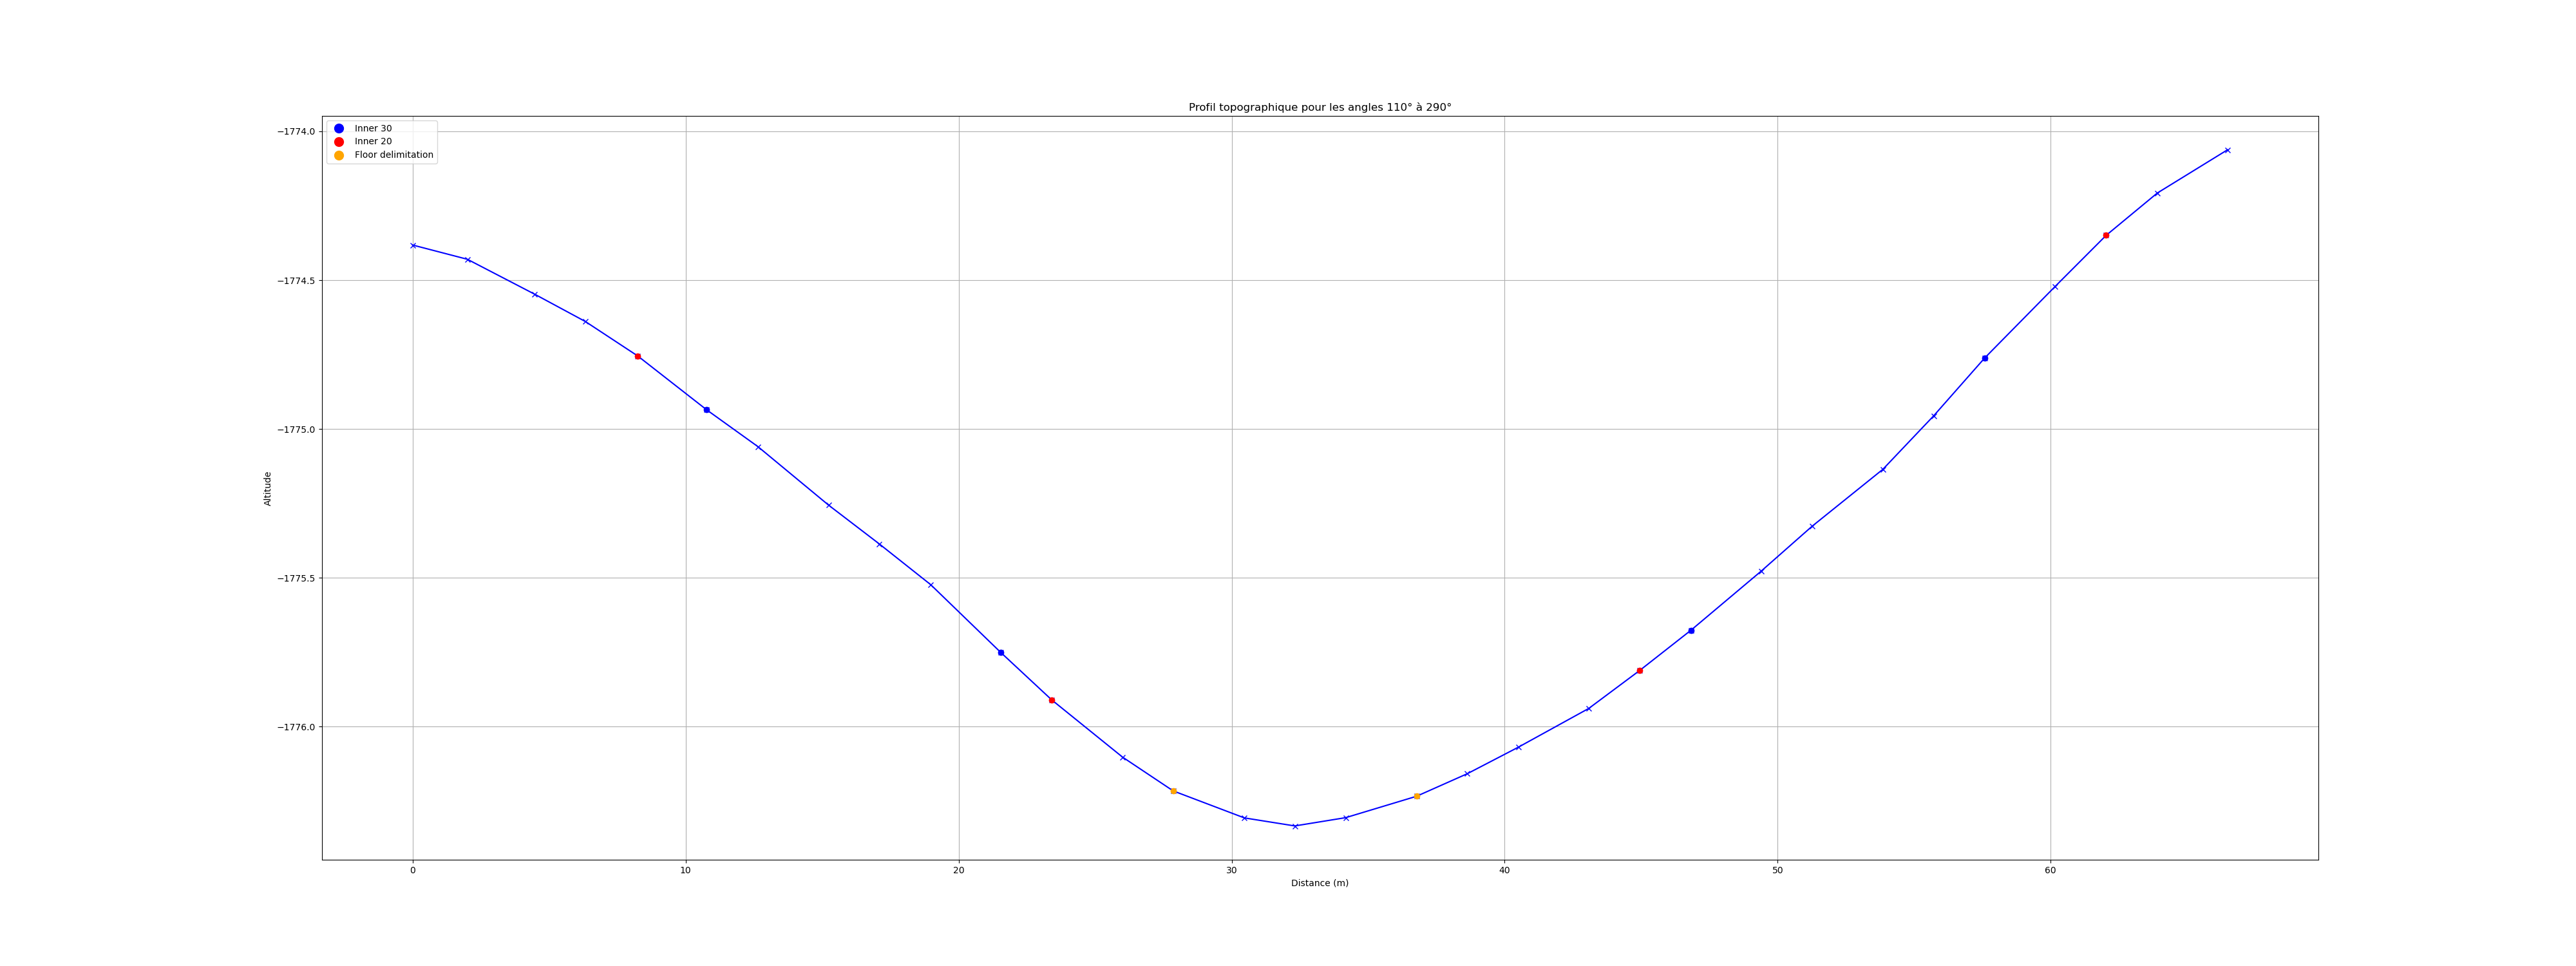 Profil topographique pour les angles 110° à 290°
Inner 30
Inner 20
Floor delimitation
−1774.0
−1774.5
−1775.0
−1775.5
−1776.0
Altitude
0 10 20 30 40 50 60
Distance (m)